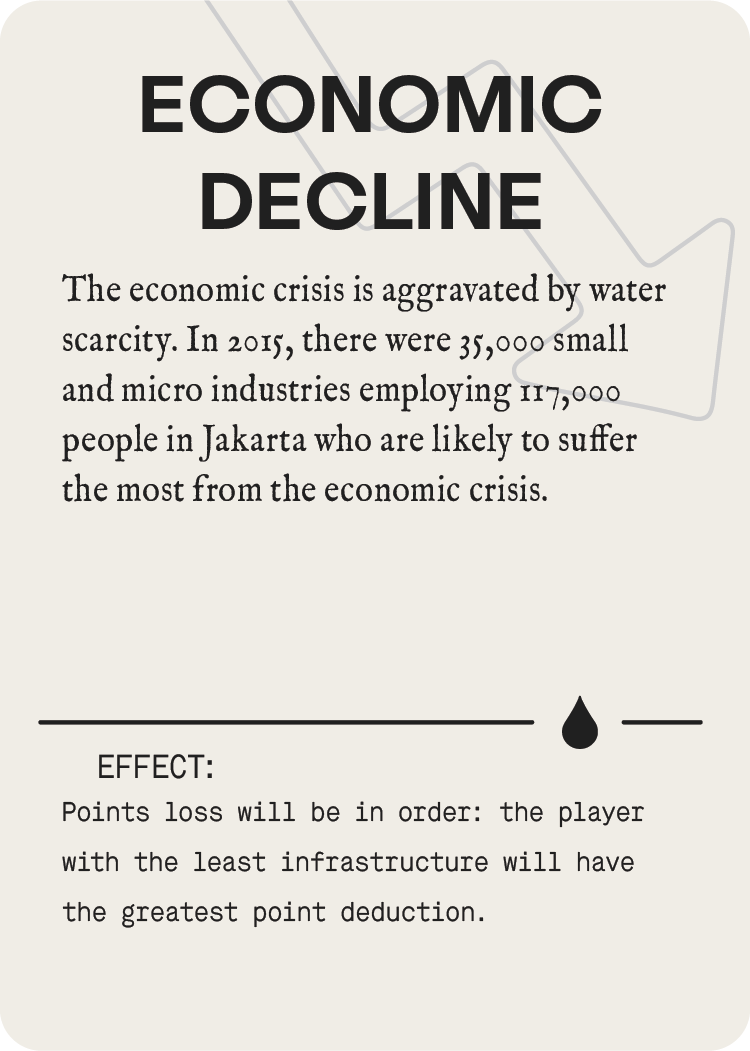 ECONOMIC
DECLINE
The economic crisis is aggravated by water
scarcity. In 2015, there were 35,000 small
and micro industries employing 117,000
people in Jakarta who are likely to suffer
the most from the economic crisis.
EFFECT:
Points loss will be in order: the player
with the least infrastructure will have
the greatest point deduction.